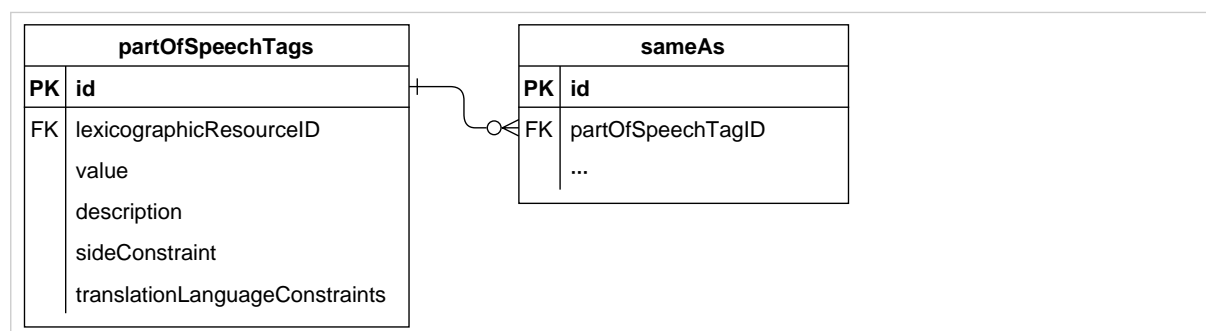 partOfSpeechTags
PK id
FK lexicographicResourceID
value
description
sideConstraint
translationLanguageConstraints
sameAs
PK id
FK partOfSpeechTagID
...